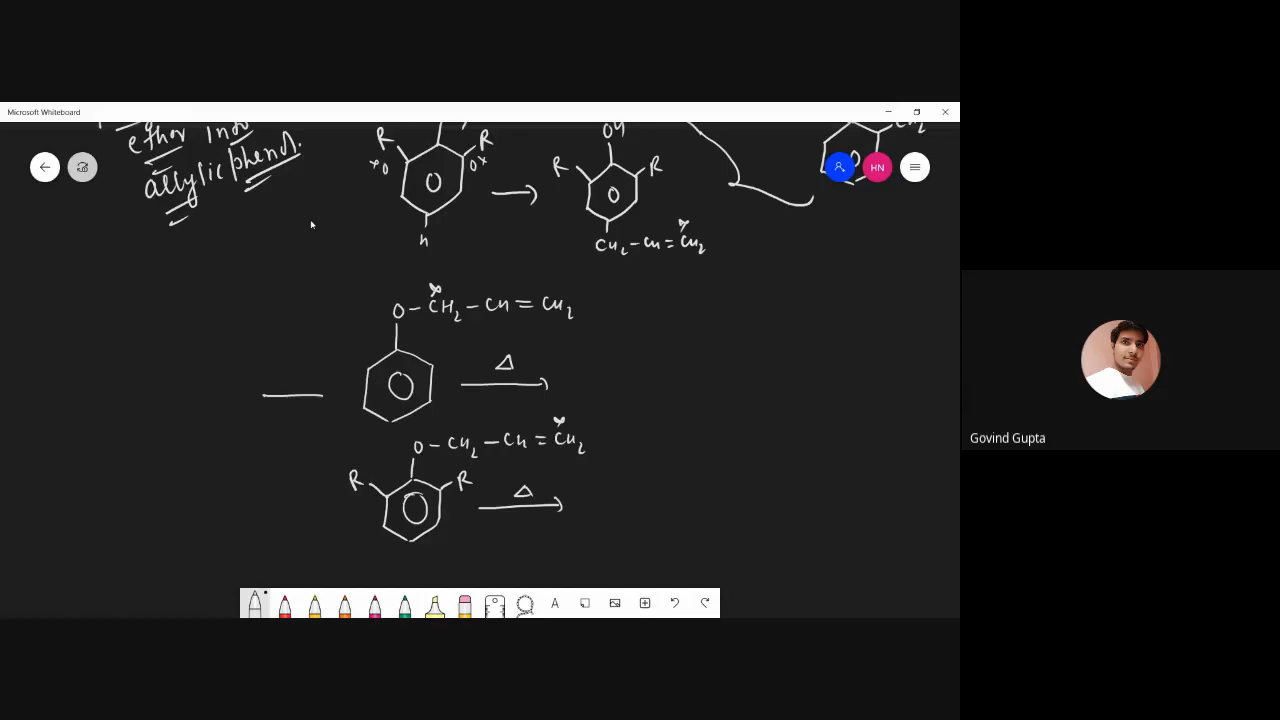 Microsoft Whiteboard
ether into
allylic phenol.
R
R
OH
R
R
CH2
HN
H
CH2 - CH = CH2
O - CH2 - CH = CH2
Δ
O - CH2 - CH = CH2
R
R
Δ
A
Govind Gupta